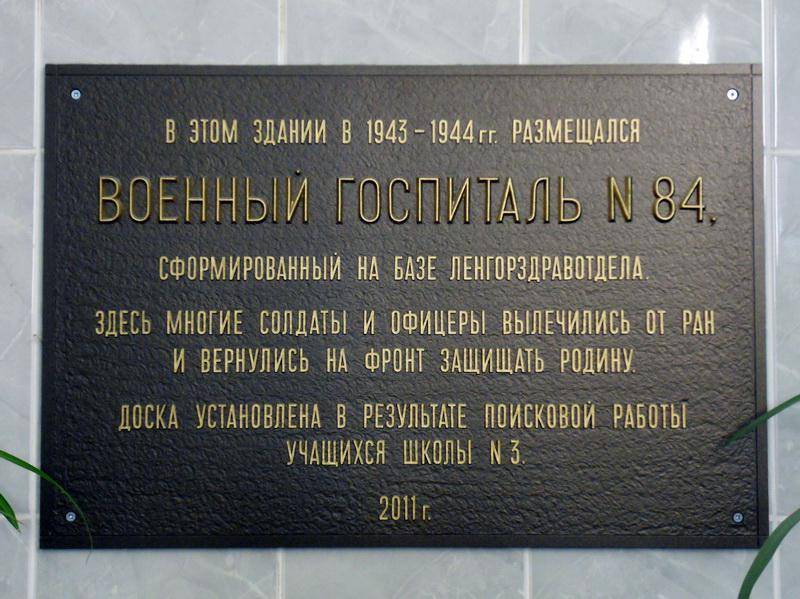 В ЭТОМ ЗДАНИИ В 1943 – 1944 гг. РАЗМЕЩАЛСЯ
ВОЕННЫЙ ГОСПИТАЛЬ N 84,
СФОРМИРОВАННЫЙ НА БАЗЕ ЛЕНГОРЗДРАВОТДЕЛА.
ЗДЕСЬ МНОГИЕ СОЛДАТЫ И ОФИЦЕРЫ ВЫЛЕЧИЛИСЬ ОТ РАН
И ВЕРНУЛИСЬ НА ФРОНТ ЗАЩИЩАТЬ РОДИНУ.
ДОСКА УСТАНОВЛЕНА В РЕЗУЛЬТАТЕ ПОИСКОВОЙ РАБОТЫ
УЧАЩИХСЯ ШКОЛЫ N 3.
2011 г.